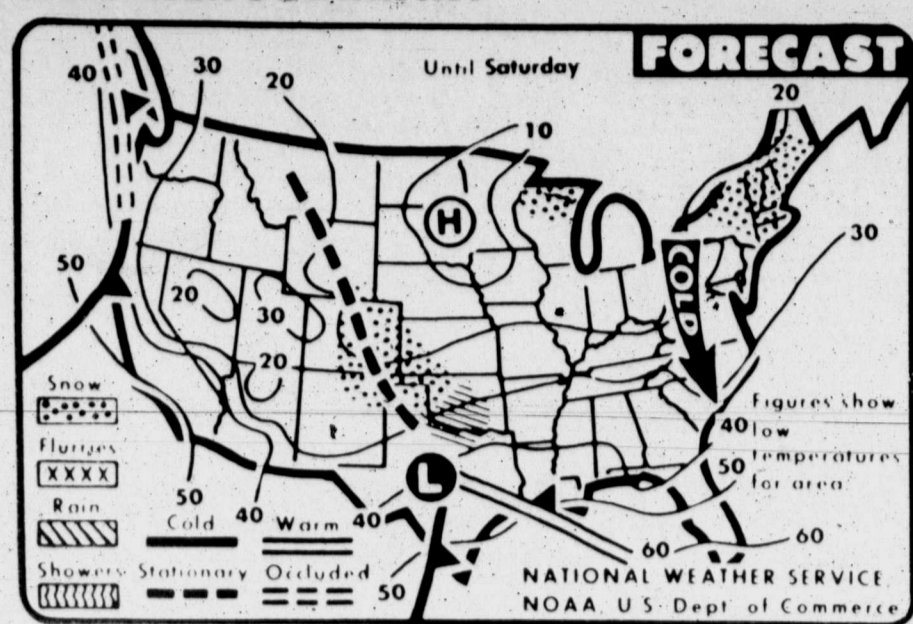 FORECAST
Until Saturday
40
30
20
10
20
H
30
COLD
50
20
30
20
Snow
Flurries
Rain
Showers
Cold
Warm
Stationary
Occluded
50
40
40
50
L
Figures show
40 low
50 temperatures
for area.
60
60
NATIONAL WEATHER SERVICE,
NOAA, U.S. Dept. of Commerce